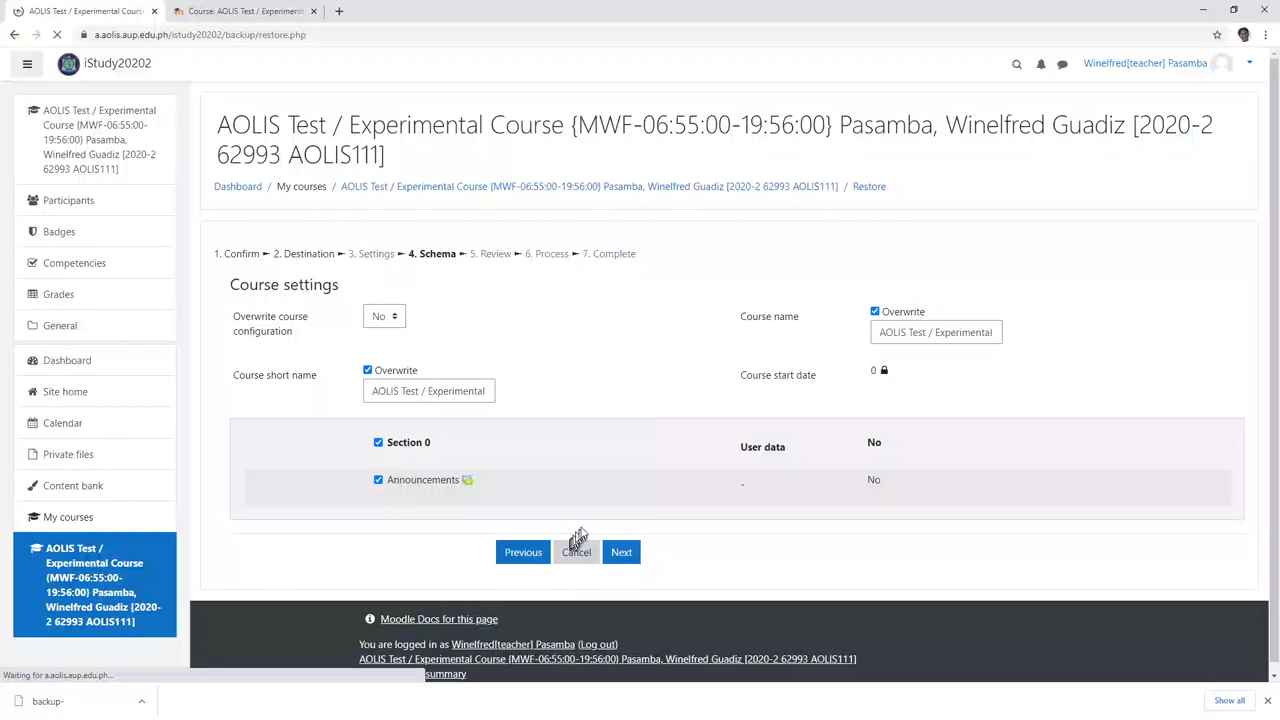 AOLIS Test / Experimental Cours
Course: AOLIS Test / Experiment
a.aolis.aup.edu.ph/istudy20202/backup/restore.php
iStudy20202
Winelfred[teacher] Pasamba
AOLIS Test / Experimental
Course {MWF-06:55:00-
19:56:00} Pasamba,
Winelfred Guadiz [2020-2
62993 AOLIS111]
Participants
Badges
Competencies
Grades
General
Dashboard
Site home
Calendar
Private files
Content bank
My courses
AOLIS Test /
Experimental Course
{MWF-06:55:00-
19:56:00} Pasamba,
Winelfred Guadiz [2020-
2 62993 AOLIS111]
AOLIS Test / Experimental Course {MWF-06:55:00-19:56:00} Pasamba, Winelfred Guadiz [2020-2
62993 AOLIS111]
Dashboard / My courses / AOLIS Test / Experimental Course {MWF-06:55:00-19:56:00} Pasamba, Winelfred Guadiz [2020-2 62993 AOLIS111] / Restore
1. Confirm ► 2. Destination ► 3. Settings ► 4. Schema ► 5. Review ► 6. Process ► 7. Complete
Course settings
Overwrite course
configuration
No
Course name
Overwrite
AOLIS Test / Experimental
Course short name
Overwrite
AOLIS Test / Experimental
Course start date
0
Section 0
User data
No
Announcements
-
No
Previous
Cancel
Next
Moodle Docs for this page
You are logged in as Winelfred[teacher] Pasamba (Log out)
AOLIS Test / Experimental Course {MWF-06:55:00-19:56:00} Pasamba, Winelfred Guadiz [2020-2 62993 AOLIS111]
summary
Waiting for a.aolis.aup.edu.ph...
backup-
Show all